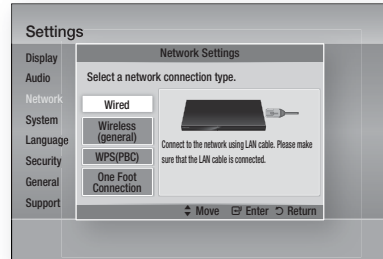 Settings
Display
Audio
Network
System
Language
Security
General
Support
Network Settings
Select a network connection type.
Wired
Wireless
(general)
WPS(PBC)
One Foot
Connection
Connect to the network using LAN cable. Please make
sure that the LAN cable is connected.
Move Enter Return